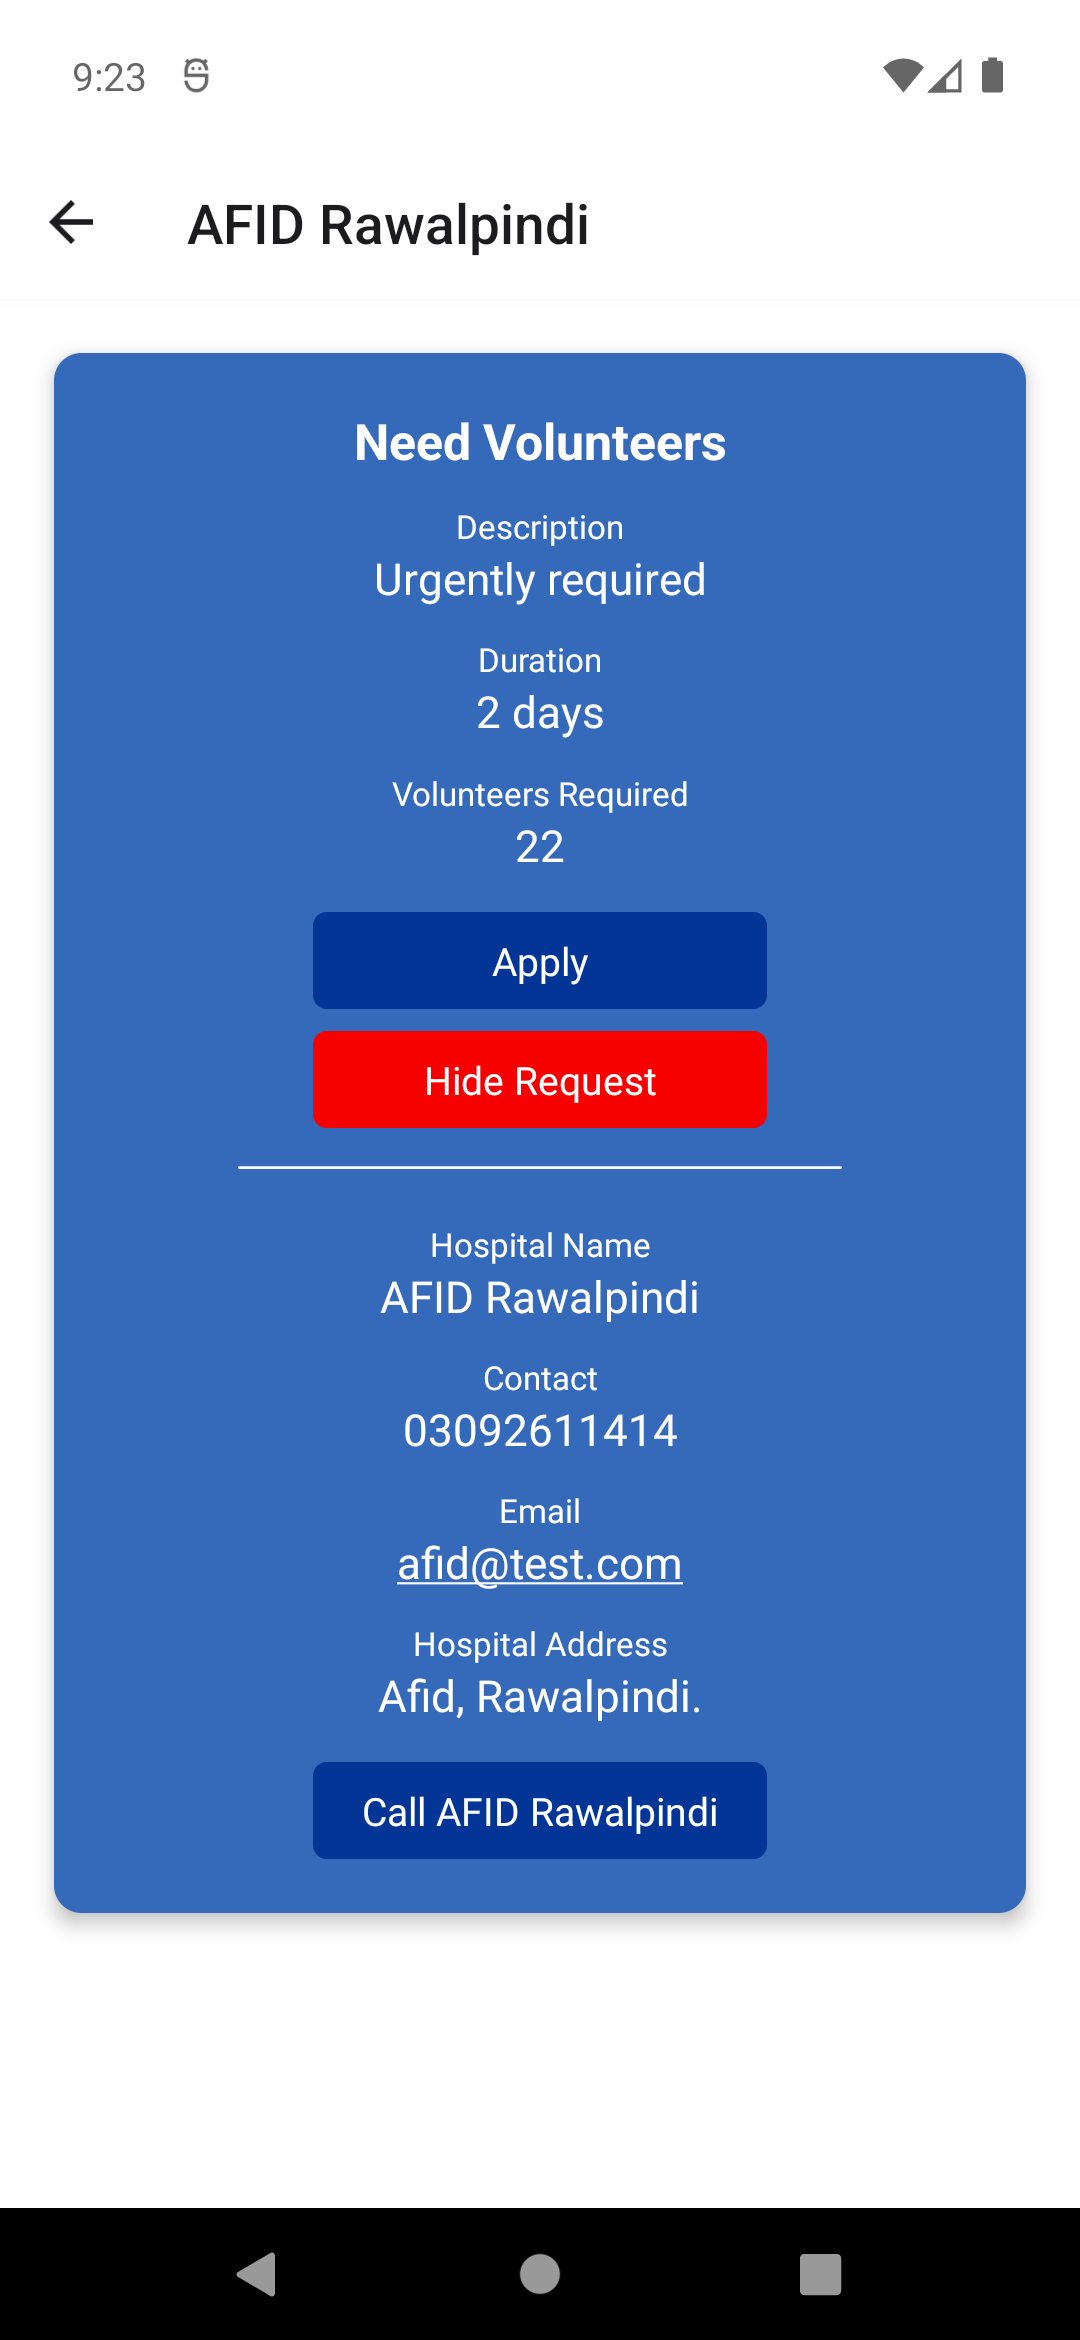 9:23
AFID Rawalpindi
Need Volunteers
Description
Urgently required
Duration
2 days
Volunteers Required
22
Apply
Hide Request
Hospital Name
AFID Rawalpindi
Contact
03092611414
Email
afid@test.com
Hospital Address
Afid, Rawalpindi.
Call AFID Rawalpindi